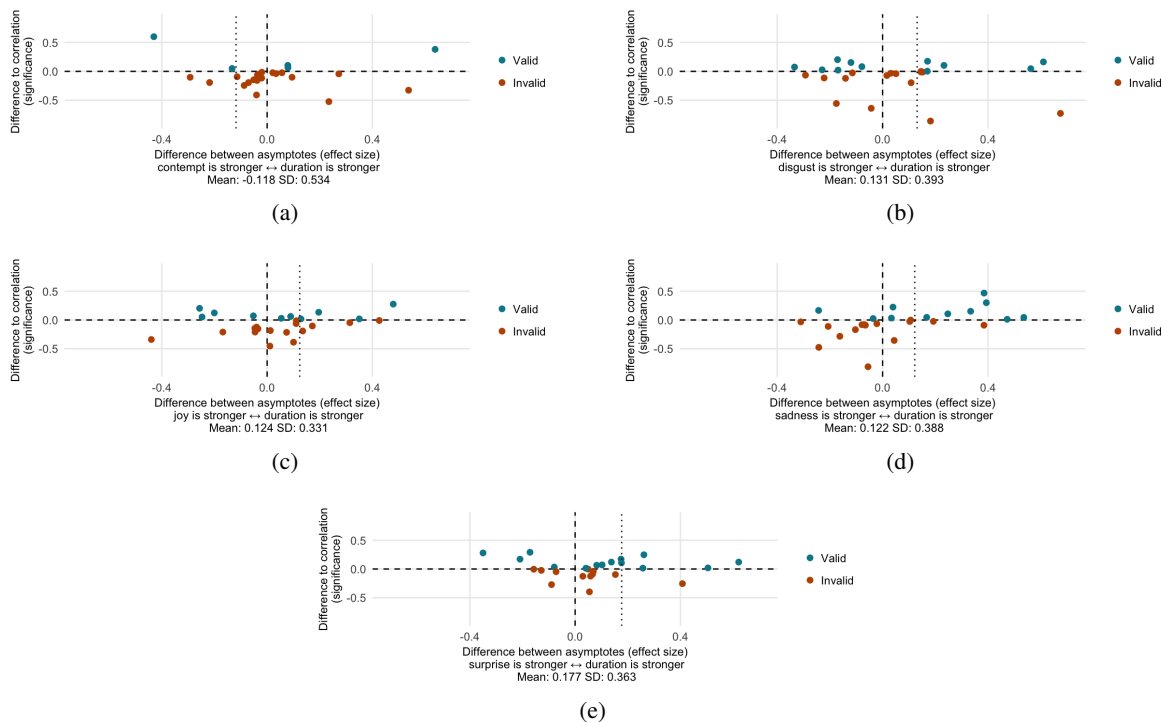 Difference to correlation
(significance)
0.5
0.0
-0.5
-0.4
0.0
0.4
Difference between asymptotes (effect size)
contempt is stronger ↔ duration is stronger
Mean: -0.118 SD: 0.534
Valid
Invalid
(a)
Difference to correlation
(significance)
0.5
0.0
-0.5
-0.4
0.0
0.4
Difference between asymptotes (effect size)
disgust is stronger ↔ duration is stronger
Mean: 0.131 SD: 0.393
Valid
Invalid
(b)
Difference to correlation
(significance)
0.5
0.0
-0.5
-0.4
0.0
0.4
Difference between asymptotes (effect size)
joy is stronger ↔ duration is stronger
Mean: 0.124 SD: 0.331
Valid
Invalid
(c)
Difference to correlation
(significance)
0.5
0.0
-0.5
-0.4
0.0
0.4
Difference between asymptotes (effect size)
sadness is stronger ↔ duration is stronger
Mean: 0.122 SD: 0.388
Valid
Invalid
(d)
Difference to correlation
(significance)
0.5
0.0
-0.5
-0.4
0.0
0.4
Difference between asymptotes (effect size)
surprise is stronger ↔ duration is stronger
Mean: 0.177 SD: 0.363
Valid
Invalid
(e)